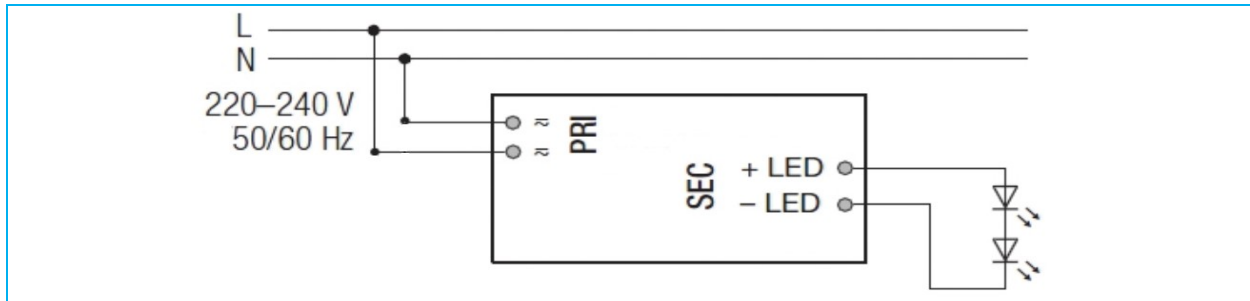 L
N
220–240 V
50/60 Hz
≂
≂
PRI
SEC
+ LED
– LED